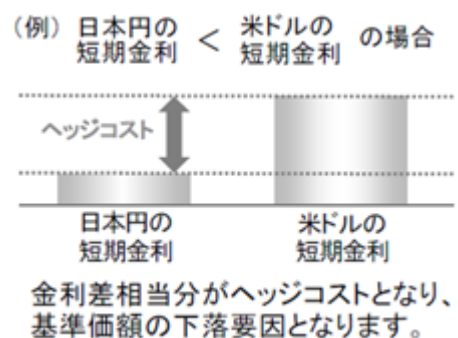 (例) 日本円の短期金利 < 米ドルの短期金利 の場合
ヘッジコスト
日本円の
短期金利
米ドルの
短期金利
金利差相当分がヘッジコストとなり、
基準価額の下落要因となります。